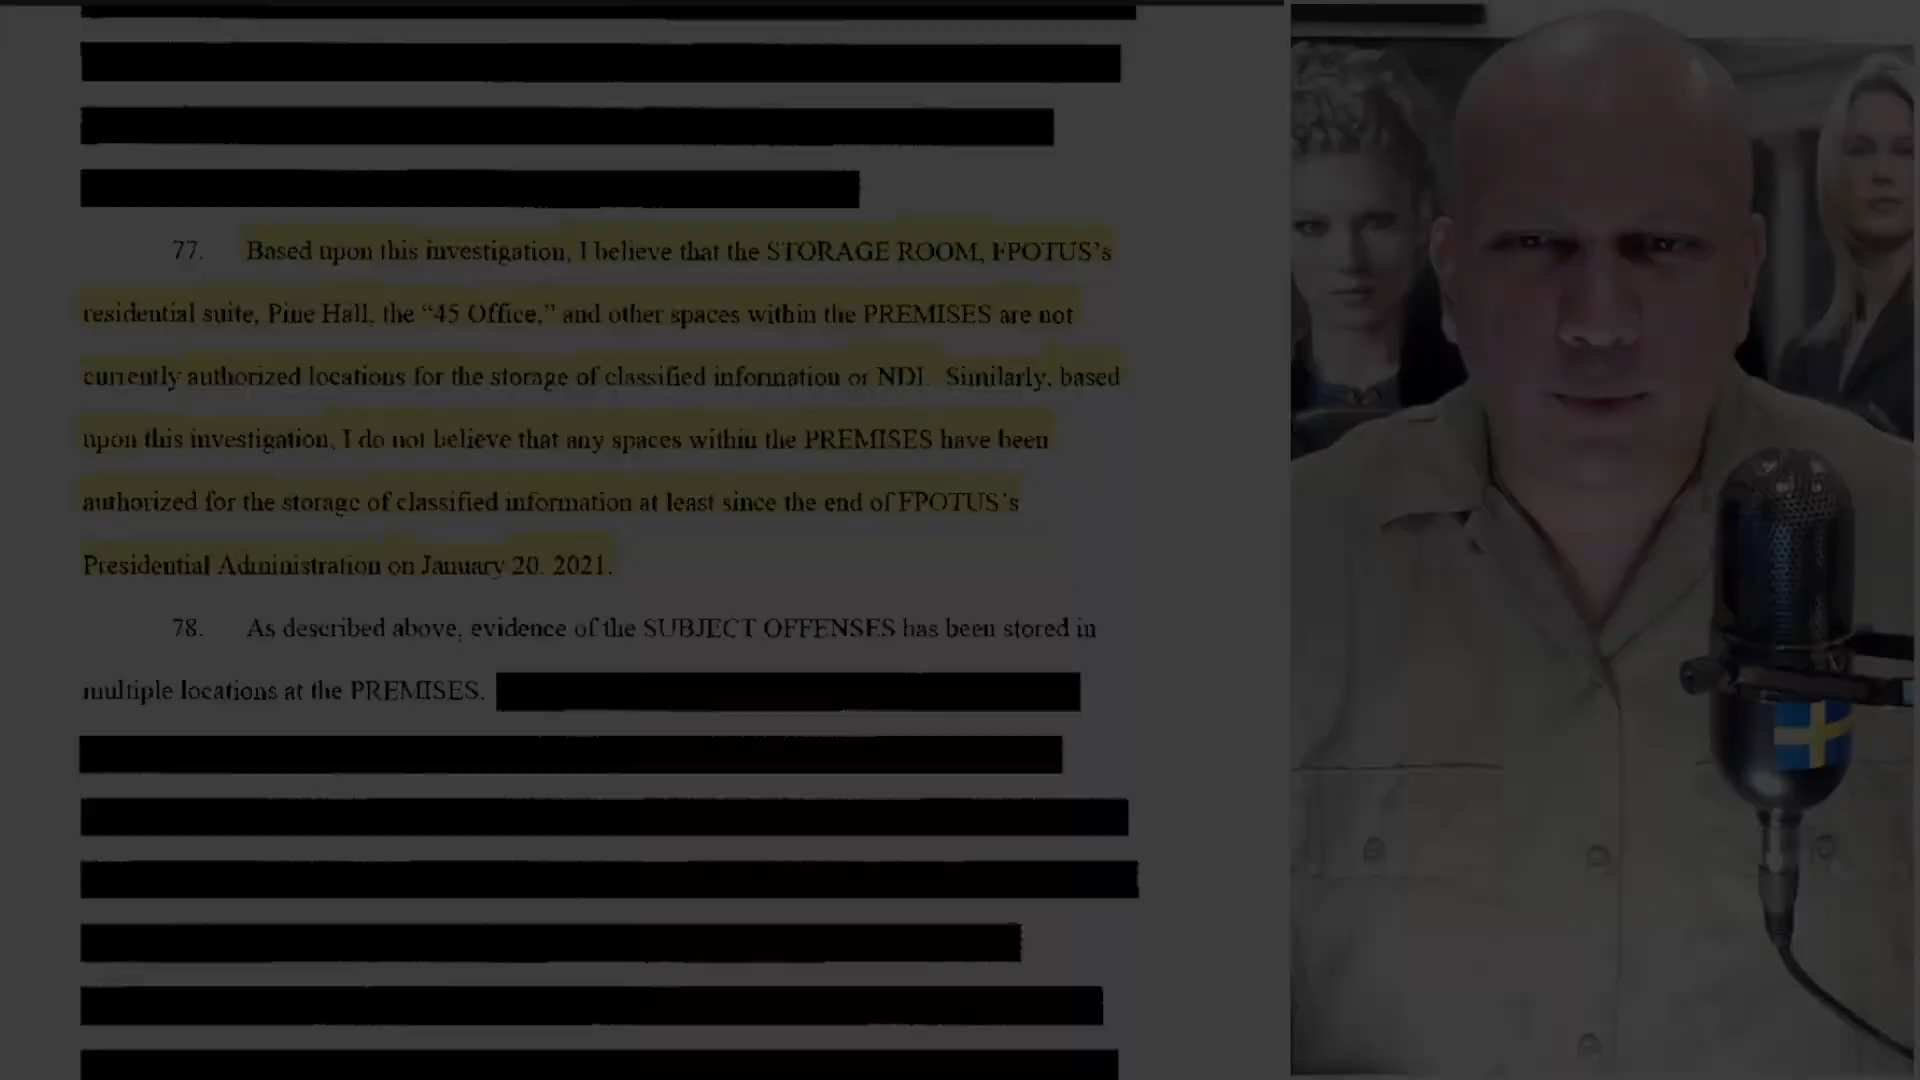 77. Based upon this investigation, I believe that the STORAGE ROOM, FPOTUS's
residential suite, Pine Hall, the “45 Office,” and other spaces within the PREMISES are not
currently authorized locations for the storage of classified information or NDI. Similarly, based
upon this investigation, I do not believe that any spaces within the PREMISES have been
authorized for the storage of classified information at least since the end of FPOTUS's
Presidential Administration on January 20, 2021.
78. As described above, evidence of the SUBJECT OFFENSES has been stored in
multiple locations at the PREMISES.